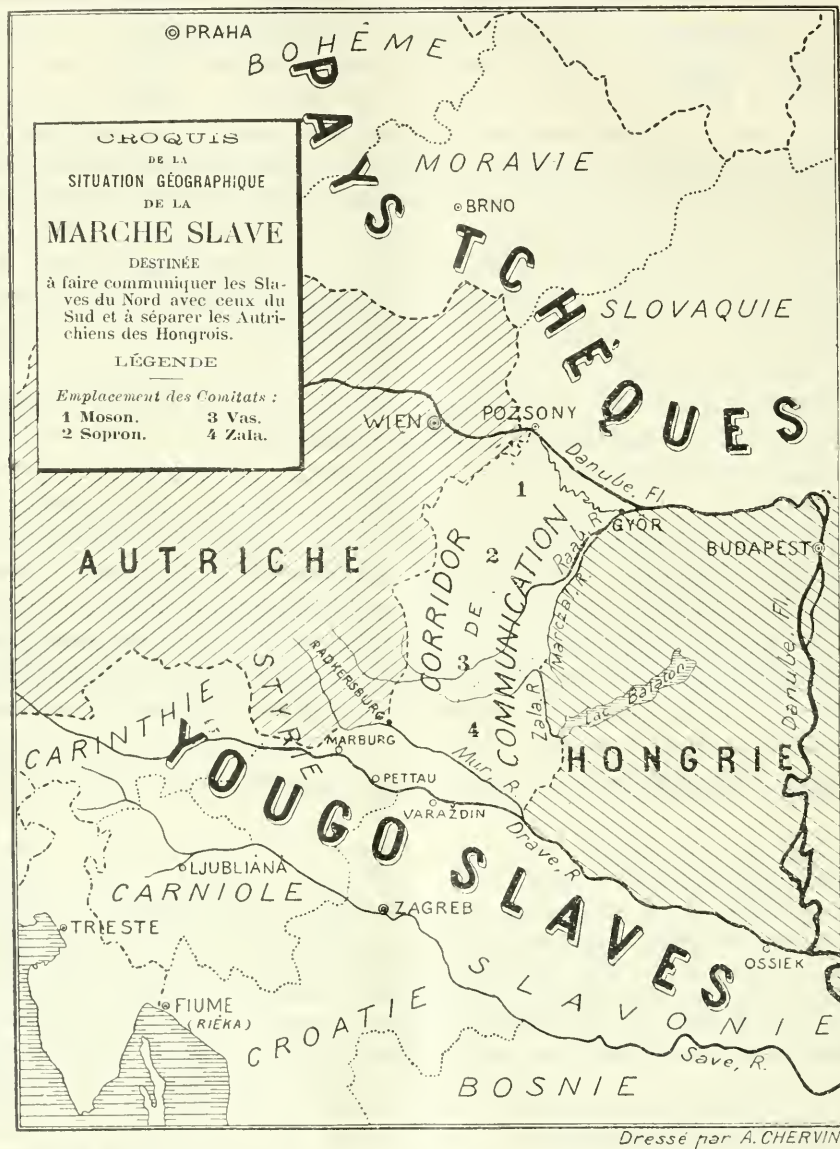 PRAHA
BOHÊME
PAYS TCHÈQUES
CROQUIS
DE LA
SITUATION GÉOGRAPHIQUE
DE LA
MARCHE SLAVE
DESTINÉE
à faire communiquer les Sla-
ves du Nord avec ceux du
Sud et à séparer les Autri-
chiens des Hongrois.
LÉGENDE
Emplacement des Comitats :
1 Moson. 3 Vas.
2 Sopron. 4 Zala.
MORAVIE
BRNO
SLOVAQUIE
WIEN
POZSONY
Danube. Fl.
1
GYÖR
BUDAPEST
AUTRICHE
2
CORRIDOR
DE
COMMUNICATION
Raab R.
Marczal. R.
3
Danube. Fl.
STYRIE
RADKERSBURG
Zala. R.
Lac Balaton
4
CARINTHIE
MARBURG
Mur. R.
HONGRIE
YOUGO SLAVES
PETTAU
VARAŽDIN
Drave, R.
LJUBLIANA
CARNIOLE
ZAGREB
TRIESTE
OSSIEK
SLAVONIE
FIUME
(RIÉKA)
CROATIE
Save, R.
BOSNIE
Dressé par A. CHERVIN